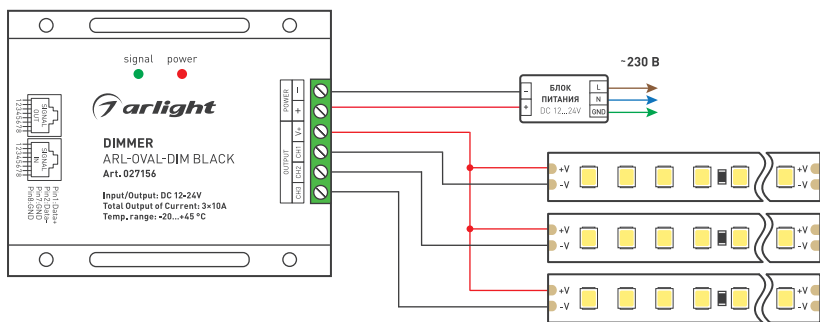 signal power
arlight
DIMMER
ARL-OVAL-DIM BLACK
Art. 027156
Input/Output: DC 12-24V
Total Output of Current: 3×10A
Temp. range: -20...+45 °C
SIGNAL OUT
12345678
SIGNAL IN
12345678
Pin1:Data+
Pin2:Data-
Pin7:GND
Pin8:GND
POWER
-
+
OUTPUT
V+
CH1
CH2
CH3
~230 В
-
+
БЛОК
ПИТАНИЯ
DC 12...24V
L
N
GND
+V
-V
+V
-V
+V
-V
+V
-V
+V
-V
+V
-V